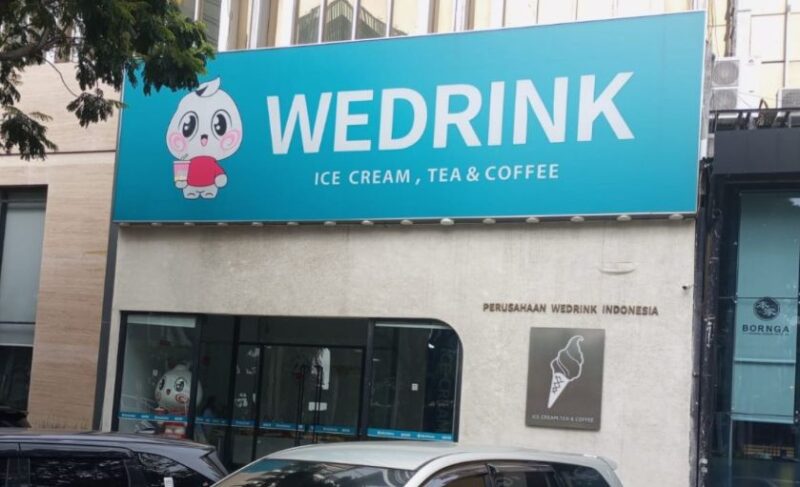 WEDRINK
ICE CREAM , TEA & COFFEE
PERUSAHAAN WEDRINK INDONESIA
ICE CREAM TEA & COFFEE
BORNGA